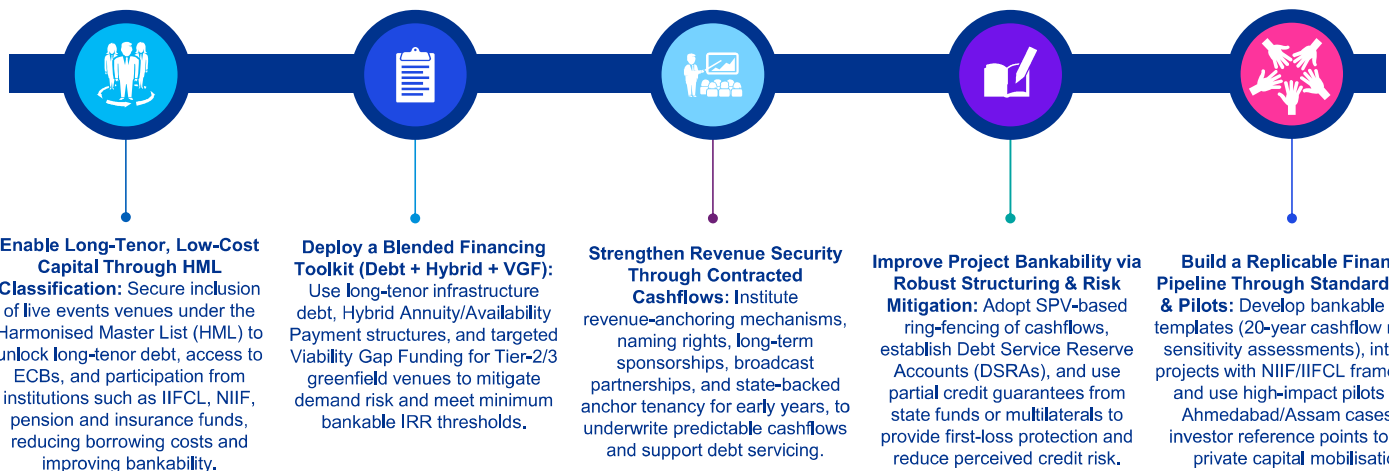 Enable Long-Tenor, Low-Cost
Capital Through HML
Classification: Secure inclusion
of live events venues under the
Harmonised Master List (HML) to
unlock long-tenor debt, access to
ECBs, and participation from
institutions such as IIFCL, NIIF,
pension and insurance funds,
reducing borrowing costs and
improving bankability.
Deploy a Blended Financing
Toolkit (Debt + Hybrid + VGF):
Use long-tenor infrastructure
debt, Hybrid Annuity/Availability
Payment structures, and targeted
Viability Gap Funding for Tier-2/3
greenfield venues to mitigate
demand risk and meet minimum
bankable IRR thresholds.
Strengthen Revenue Security
Through Contracted
Cashflows: Institute
revenue-anchoring mechanisms,
naming rights, long-term
sponsorships, broadcast
partnerships, and state-backed
anchor tenancy for early years, to
underwrite predictable cashflows
and support debt servicing.
Improve Project Bankability via
Robust Structuring & Risk
Mitigation: Adopt SPV-based
ring-fencing of cashflows,
establish Debt Service Reserve
Accounts (DSRAs), and use
partial credit guarantees from
state funds or multilaterals to
provide first-loss protection and
reduce perceived credit risk.
Build a Replicable Finan
Pipeline Through Standard
& Pilots: Develop bankable
templates (20-year cashflow
sensitivity assessments), int
projects with NIIF/IIFCL frame
and use high-impact pilots
Ahmedabad/Assam cases
investor reference points to
private capital mobilisati